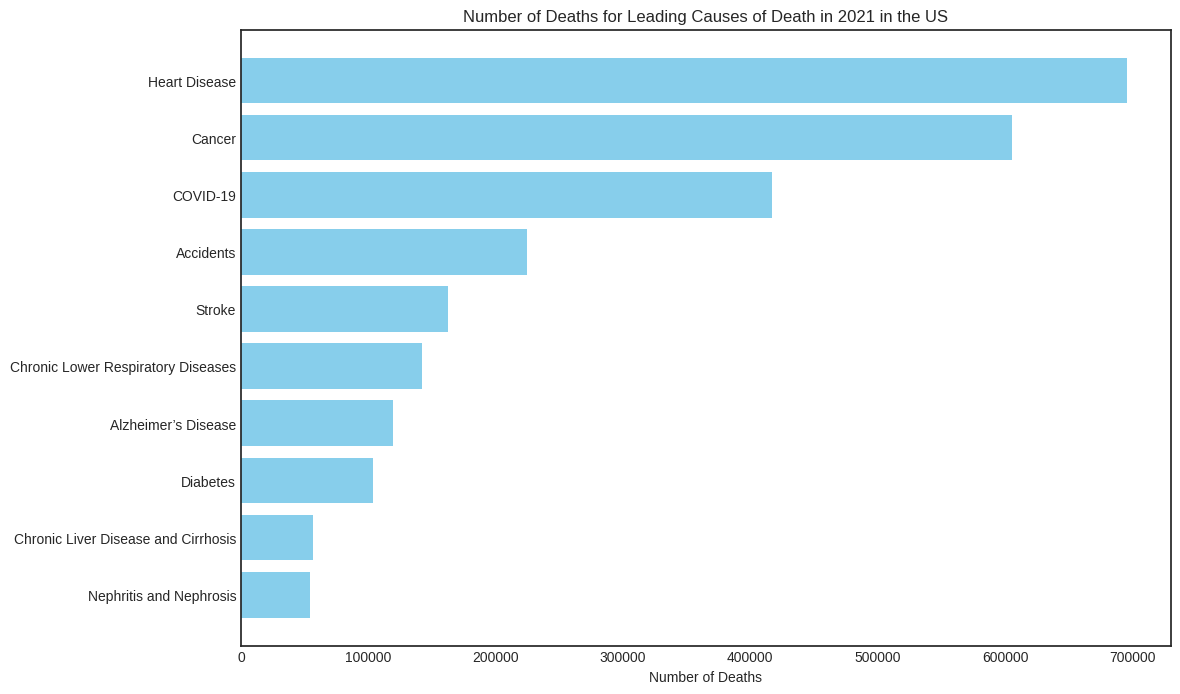 Number of Deaths for Leading Causes of Death in 2021 in the US
Heart Disease
Cancer
COVID-19
Accidents
Stroke
Chronic Lower Respiratory Diseases
Alzheimer’s Disease
Diabetes
Chronic Liver Disease and Cirrhosis
Nephritis and Nephrosis
0 100000 200000 300000 400000 500000 600000 700000
Number of Deaths